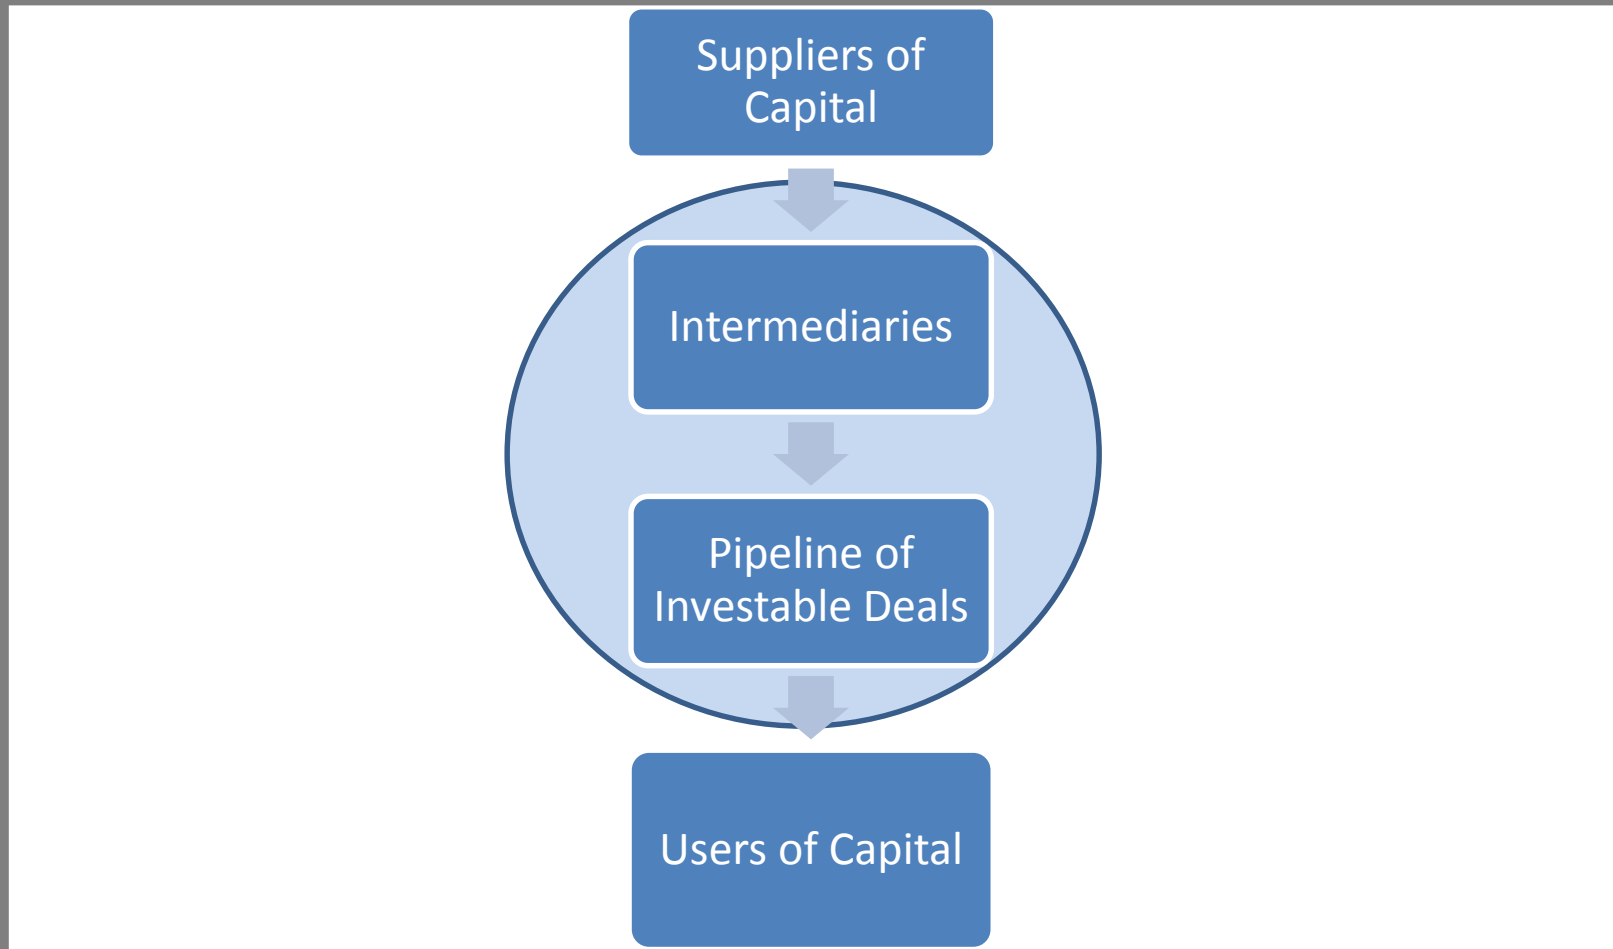 Suppliers of
Capital
Intermediaries
Pipeline of
Investable Deals
Users of Capital